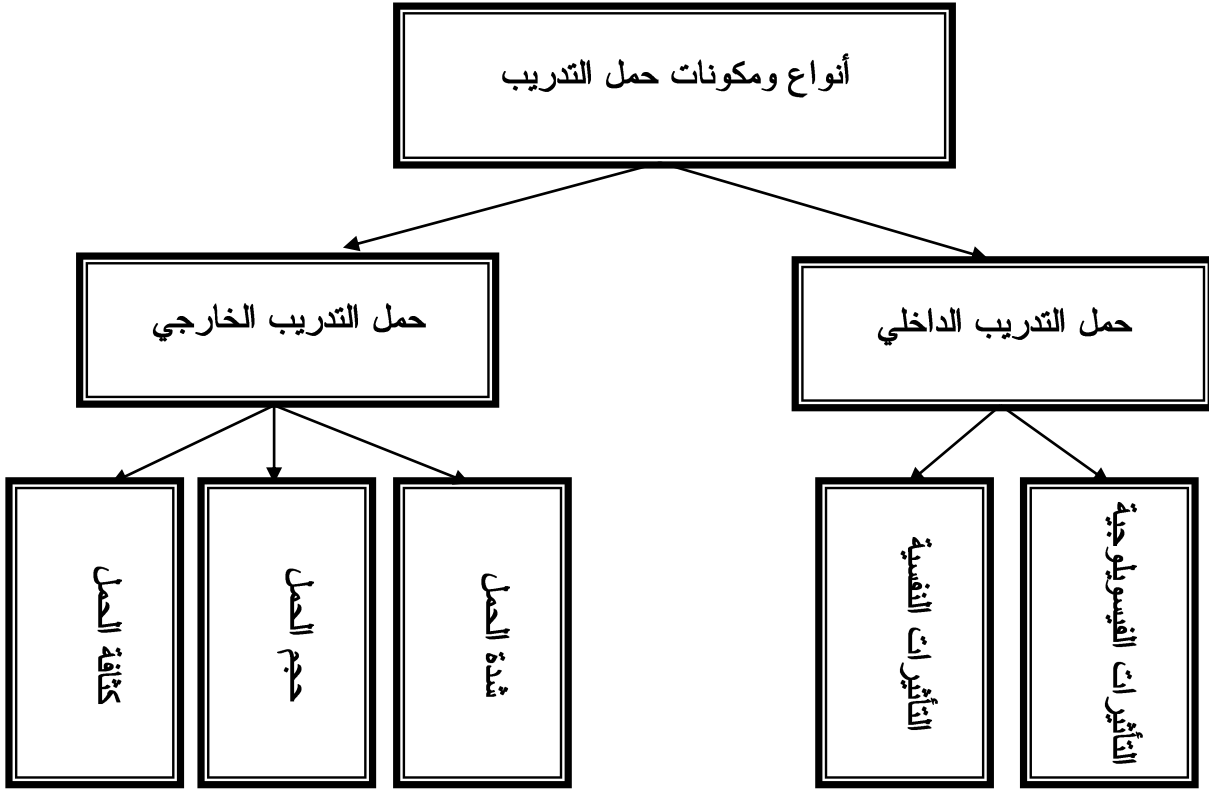 أنواع ومكونات حمل التدريب
حمل التدريب الداخلي
حمل التدريب الخارجي
التأثيرات الفيسويلوجية
التأثيرات النفسية
شدة الحمل
حجم الحمل
كثافة الحمل